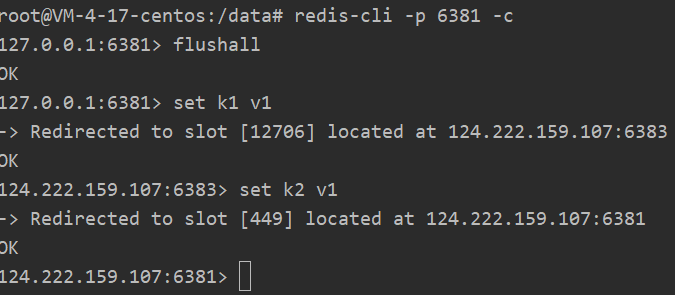 root@VM-4-17-centos:/data# redis-cli -p 6381 -c
127.0.0.1:6381> flushall
OK
127.0.0.1:6381> set k1 v1
-> Redirected to slot [12706] located at 124.222.159.107:6383
OK
124.222.159.107:6383> set k2 v1
-> Redirected to slot [449] located at 124.222.159.107:6381
OK
124.222.159.107:6381>